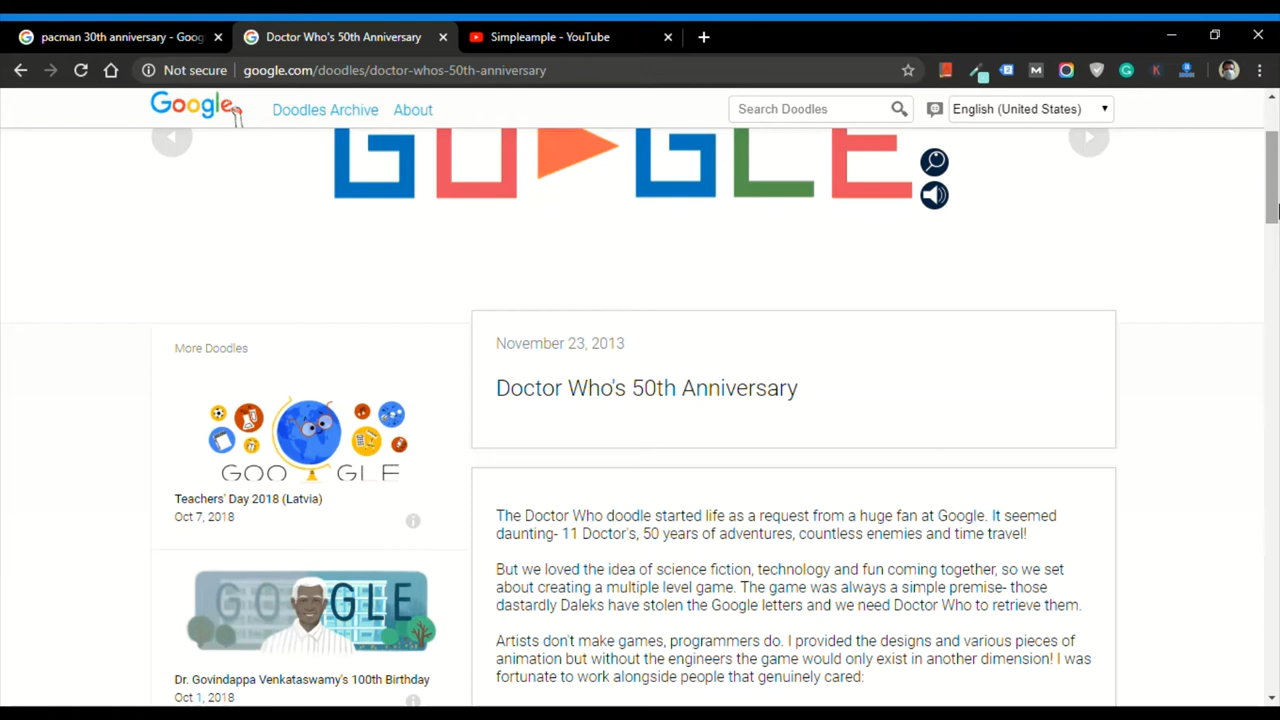 pacman 30th anniversary - Goog
Doctor Who's 50th Anniversary
Simpleample - YouTube
Not secure
google.com/doodles/doctor-whos-50th-anniversary
Google
Doodles Archive
About
Search Doodles
English (United States)
GO GLE
More Doodles
GOO GLE
Teachers' Day 2018 (Latvia)
Oct 7, 2018
GO GLE
Dr. Govindappa Venkataswamy's 100th Birthday
Oct 1, 2018
November 23, 2013
Doctor Who's 50th Anniversary
The Doctor Who doodle started life as a request from a huge fan at Google. It seemed
daunting- 11 Doctor's, 50 years of adventures, countless enemies and time travel!
But we loved the idea of science fiction, technology and fun coming together, so we set
about creating a multiple level game. The game was always a simple premise- those
dastardly Daleks have stolen the Google letters and we need Doctor Who to retrieve them.
Artists don't make games, programmers do. I provided the designs and various pieces of
animation but without the engineers the game would only exist in another dimension! I was
fortunate to work alongside people that genuinely cared: